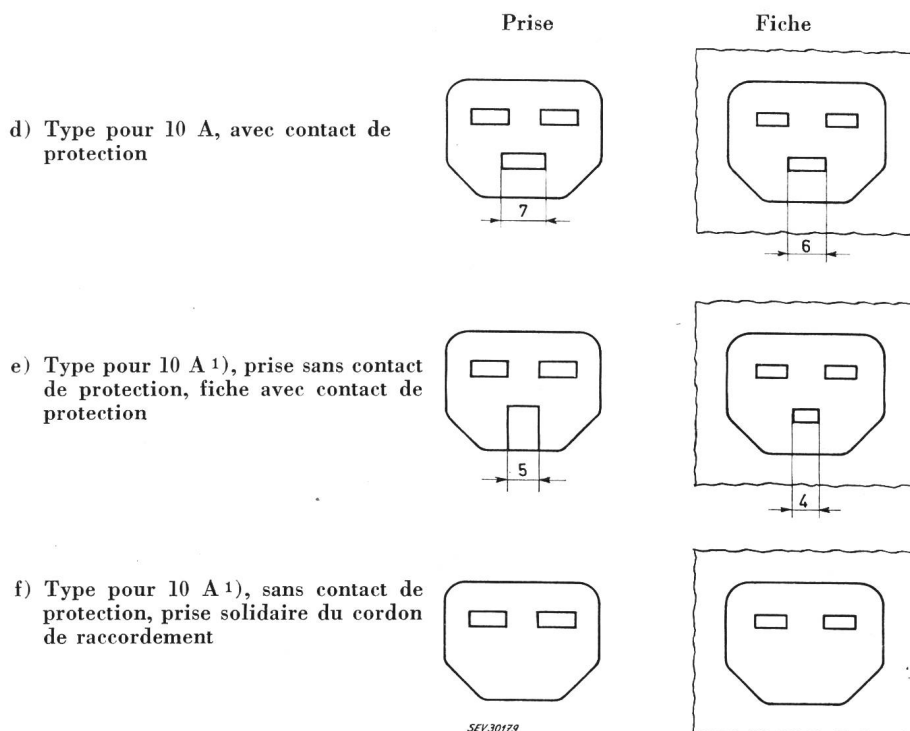 Prise
Fiche
d) Type pour 10 A, avec contact de
protection
7
6
e) Type pour 10 A 1), prise sans contact
de protection, fiche avec contact de
protection
5
4
f) Type pour 10 A 1), sans contact de
protection, prise solidaire du cordon
de raccordement
SEV30179